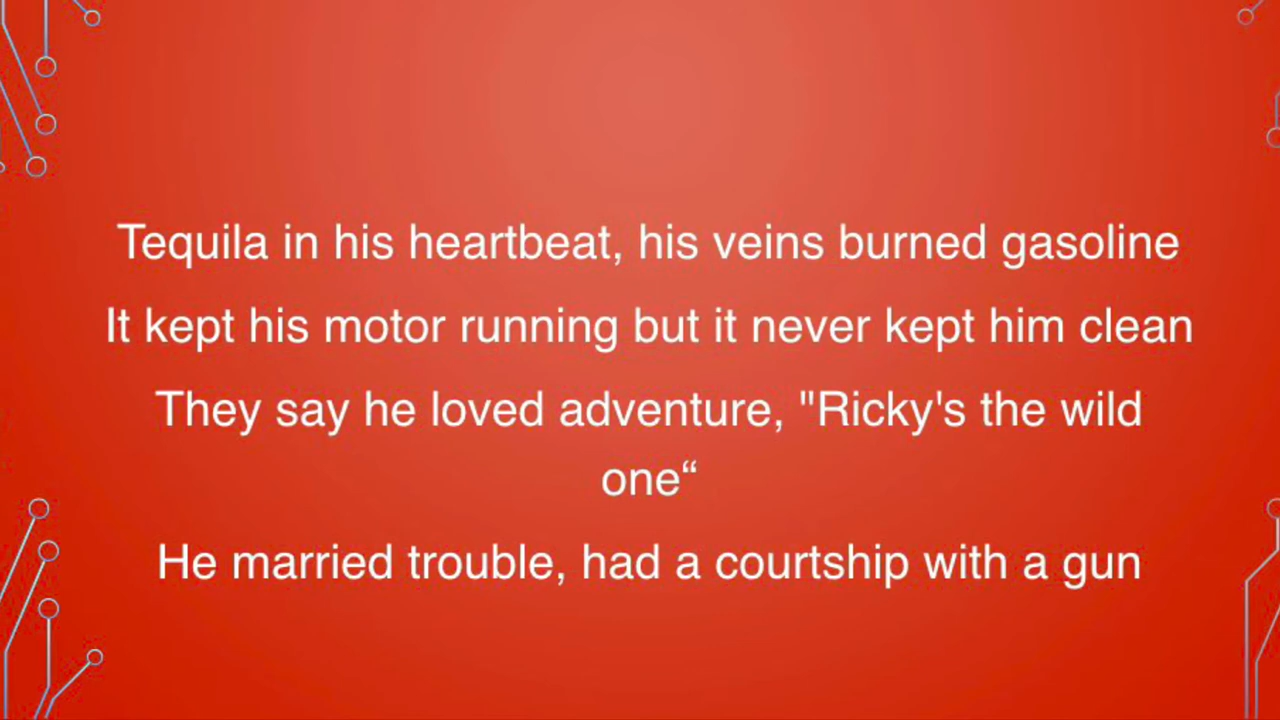 Tequila in his heartbeat, his veins burned gasoline
It kept his motor running but it never kept him clean
They say he loved adventure, "Ricky's the wild
one“
He married trouble, had a courtship with a gun